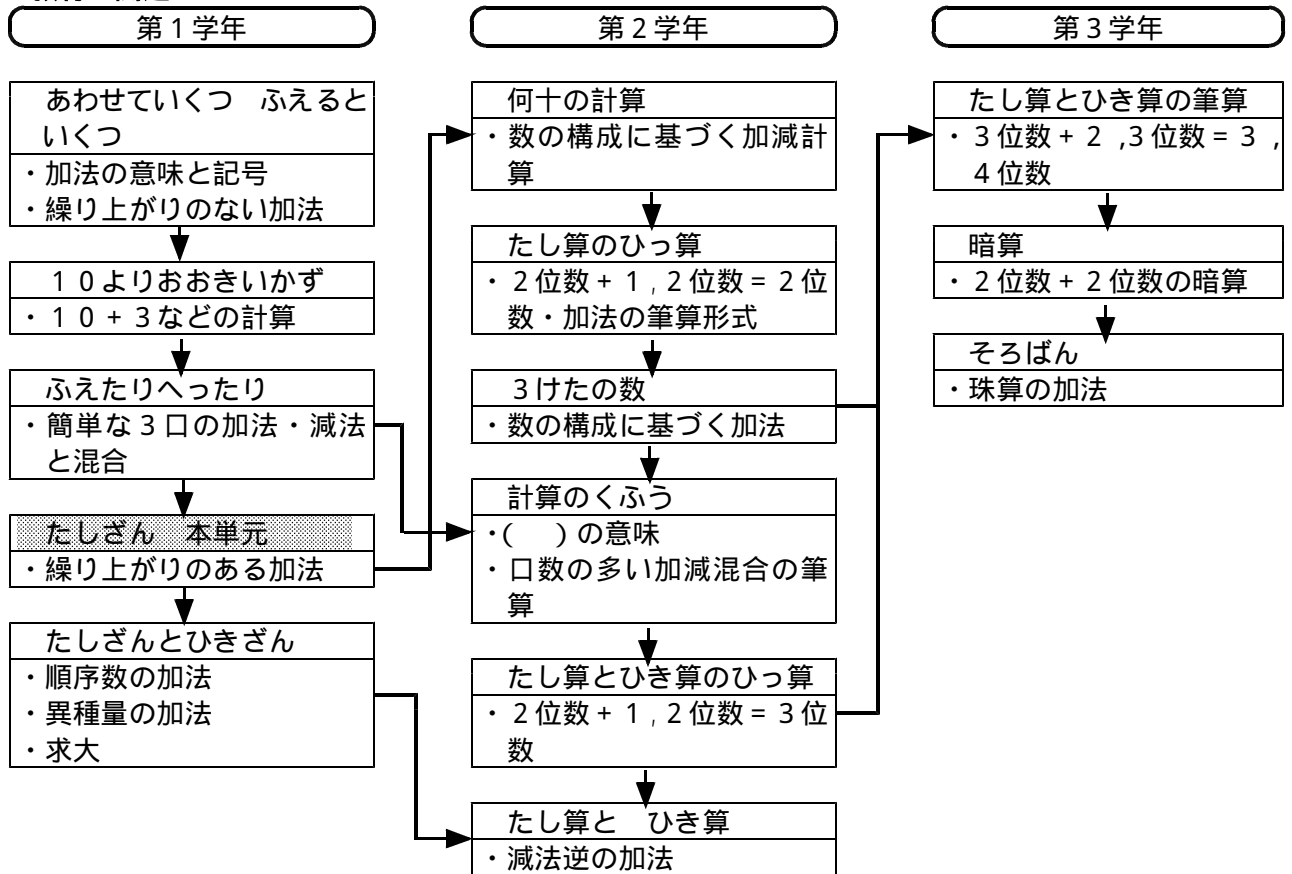 第１学年
あわせていくつ　ふえると
いくつ
・加法の意味と記号
・繰り上がりのない加法
１０よりおおきいかず
・１０＋３などの計算
ふえたりへったり
・簡単な３口の加法・減法
と混合
たしざん　本単元
・繰り上がりのある加法
たしざんとひきざん
・順序数の加法
・異種量の加法
・求大
第２学年
何十の計算
・数の構成に基づく加減計
算
たし算のひっ算
・２位数＋１,２位数＝２位
数・加法の筆算形式
３けたの数
・数の構成に基づく加法
計算のくふう
・(　　)の意味
・口数の多い加減混合の筆
算
たし算とひき算のひっ算
・２位数＋１,２位数＝３位
数
たし算と　ひき算
・減法逆の加法
第３学年
たし算とひき算の筆算
・３位数＋２,３位数＝３,
４位数
暗算
・２位数＋２位数の暗算
そろばん
・珠算の加法